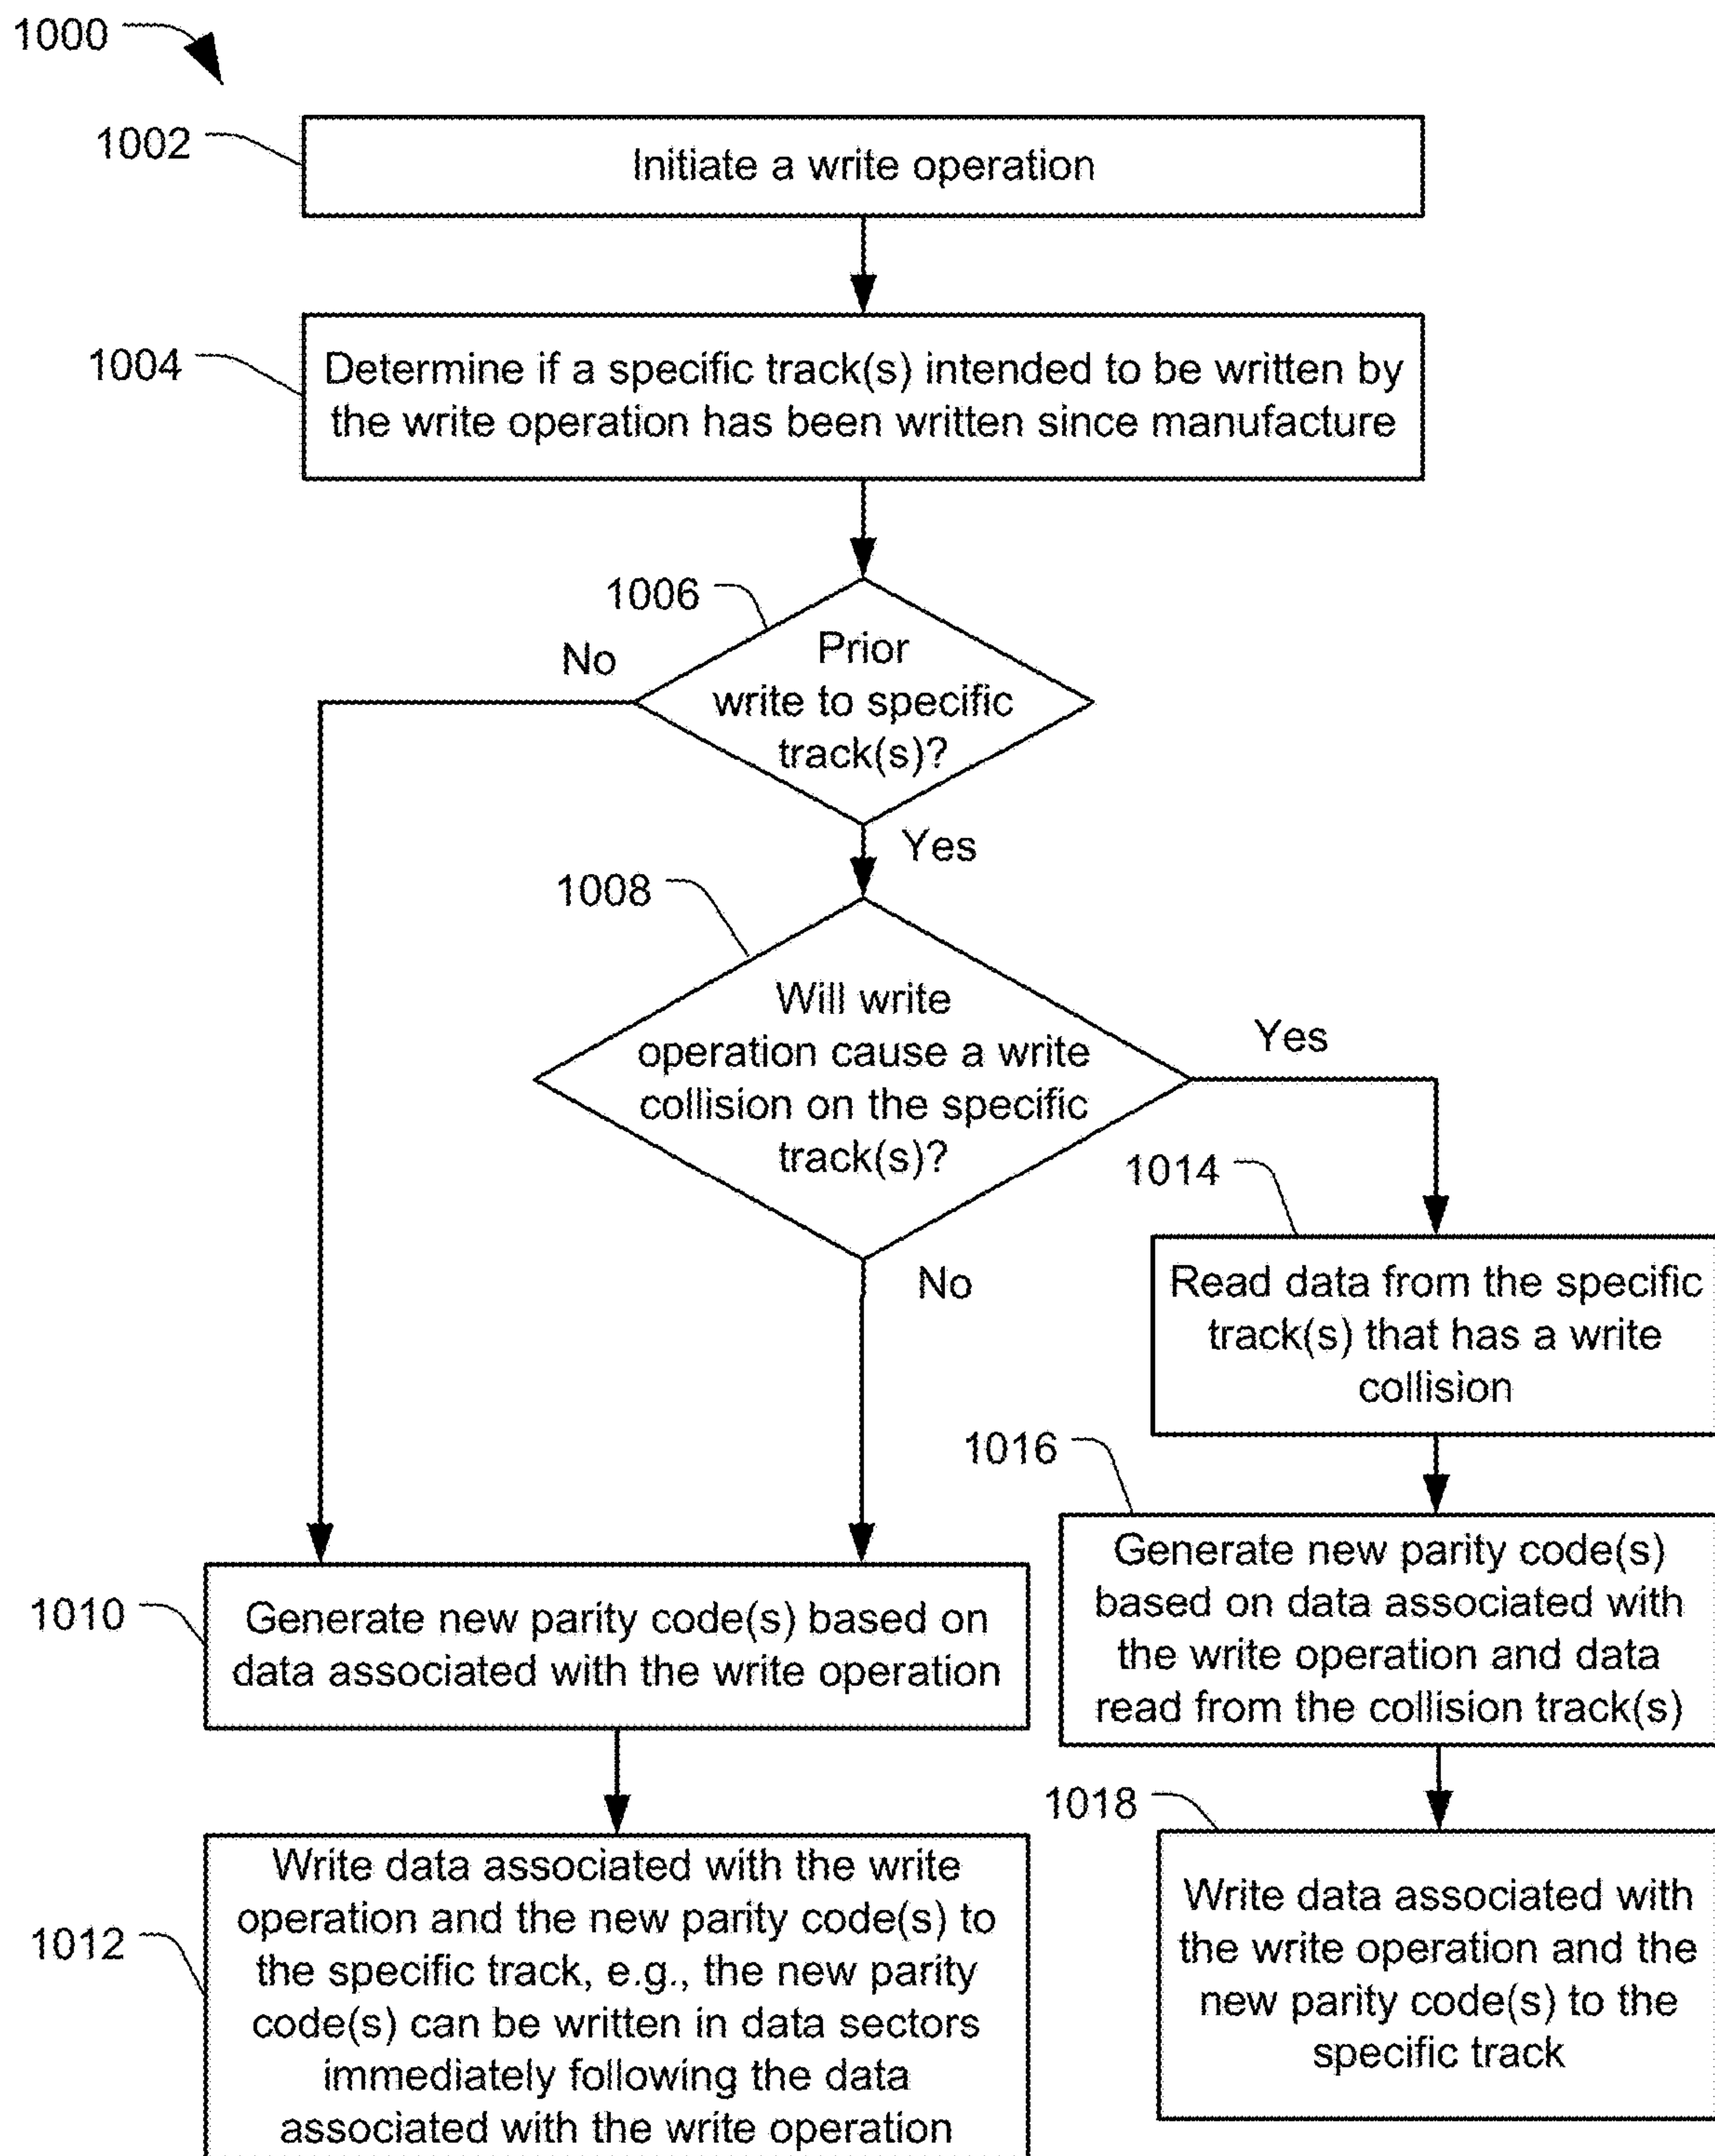 1000
1002
Initiate a write operation
1004
Determine if a specific track(s) intended to be written by
the write operation has been written since manufacture
1006
No
Prior
write to specific
track(s)?
Yes
1008
Will write
operation cause a write
collision on the specific
track(s)?
Yes
No
1014
Read data from the specific
track(s) that has a write
collision
1016
Generate new parity code(s)
based on data associated with
the write operation and data
read from the collision track(s)
1010
Generate new parity code(s) based on
data associated with the write operation
1018
Write data associated with
the write operation and the
new parity code(s) to the
specific track
1012
Write data associated with the write
operation and the new parity code(s) to
the specific track, e.g., the new parity
code(s) can be written in data sectors
immediately following the data
associated with the write operation